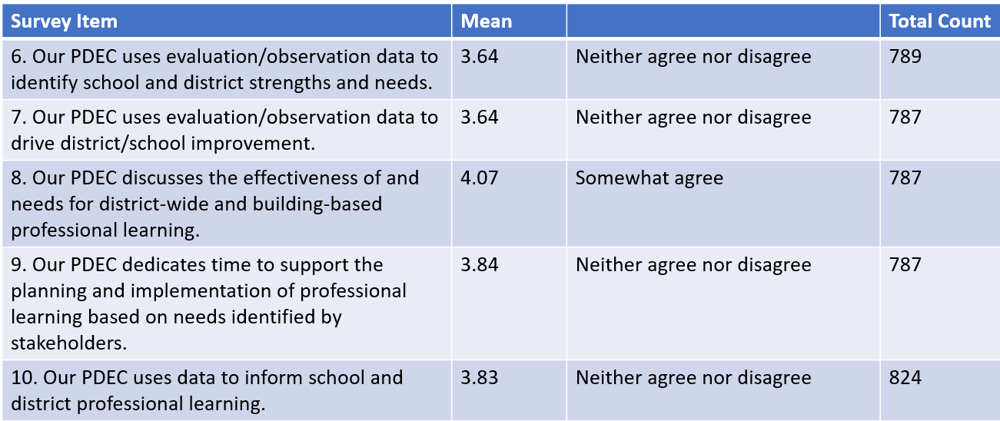 Survey Item Mean Total Count
6. Our PDEC uses evaluation/observation data to 3.64 Neither agree nor disagree 789
identify school and district strengths and needs.
7. Our PDEC uses evaluation/observation data to 3.64 Neither agree nor disagree 787
drive district/school improvement.
8. Our PDEC discusses the effectiveness of and 4.07 Somewhat agree 787
needs for district-wide and building-based
professional learning.
9. Our PDEC dedicates time to support the 3.84 Neither agree nor disagree 787
planning and implementation of professional
learning based on needs identified by
stakeholders.
10. Our PDEC uses data to inform school and 3.83 Neither agree nor disagree 824
district professional learning.